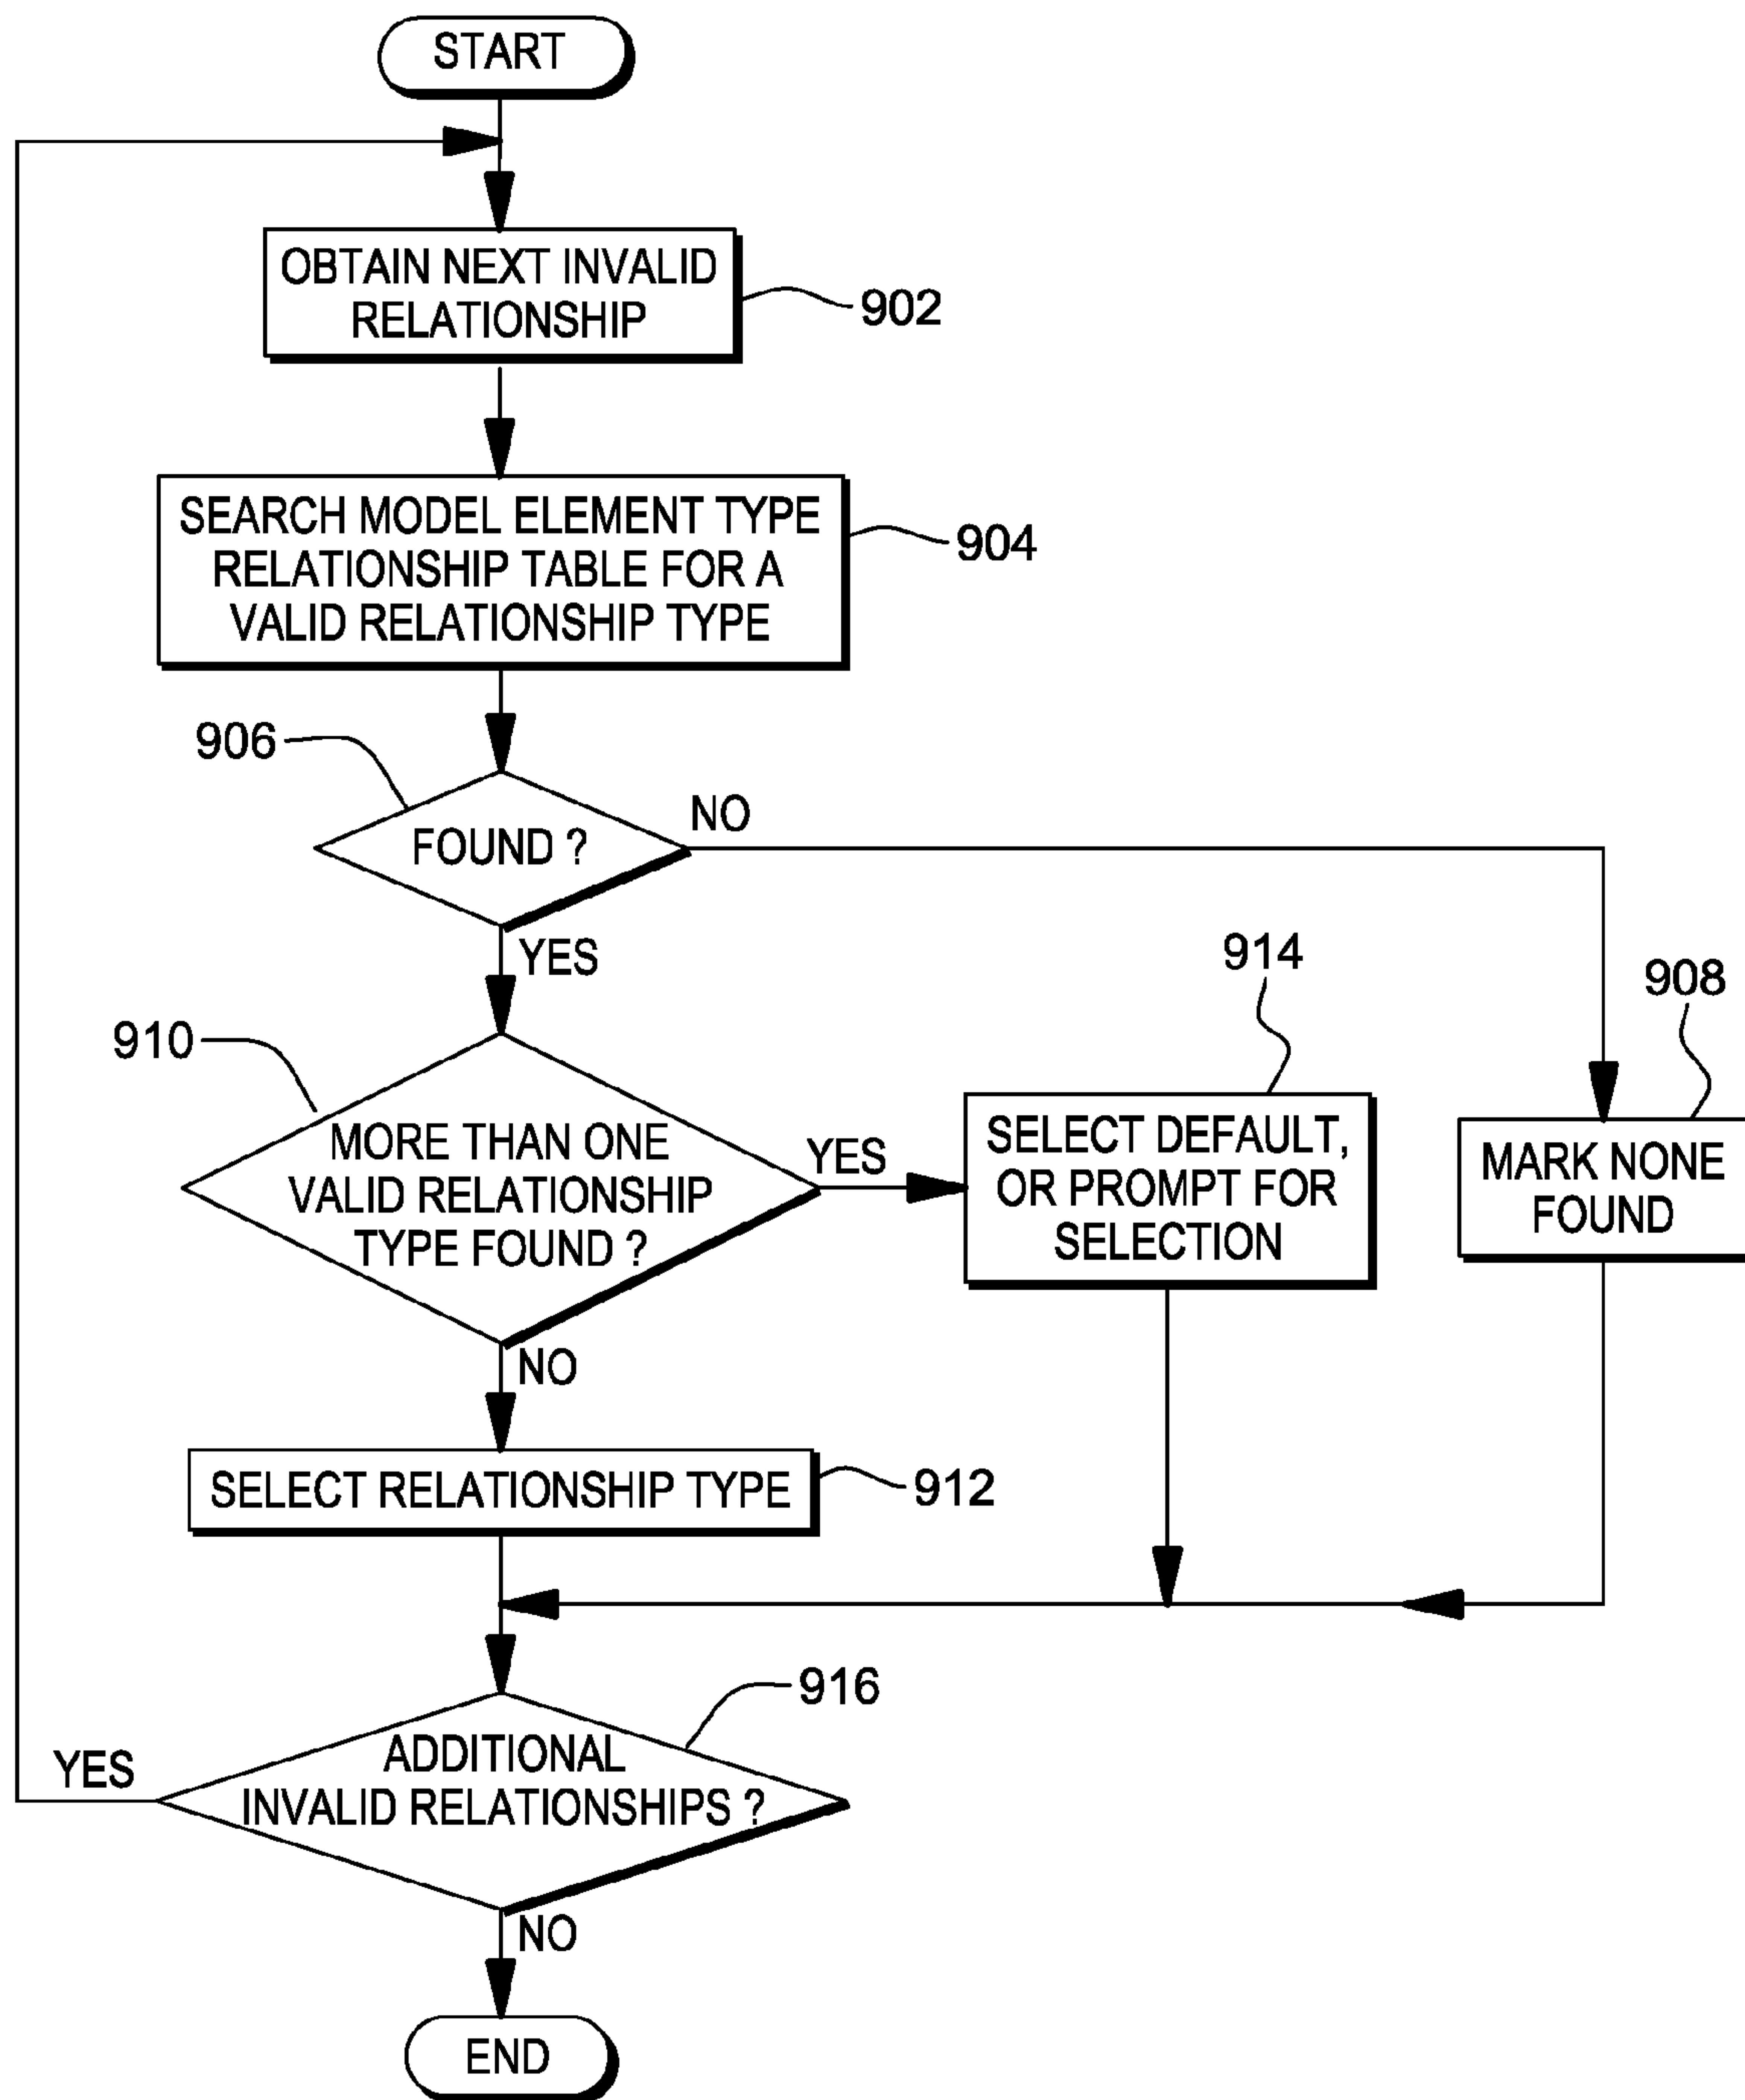 START
OBTAIN NEXT INVALID
RELATIONSHIP
902
SEARCH MODEL ELEMENT TYPE
RELATIONSHIP TABLE FOR A
VALID RELATIONSHIP TYPE
904
906
FOUND ?
NO
YES
914
908
910
MORE THAN ONE
VALID RELATIONSHIP
TYPE FOUND ?
YES
SELECT DEFAULT,
OR PROMPT FOR
SELECTION
MARK NONE
FOUND
NO
SELECT RELATIONSHIP TYPE
912
916
ADDITIONAL
INVALID RELATIONSHIPS ?
YES
NO
END